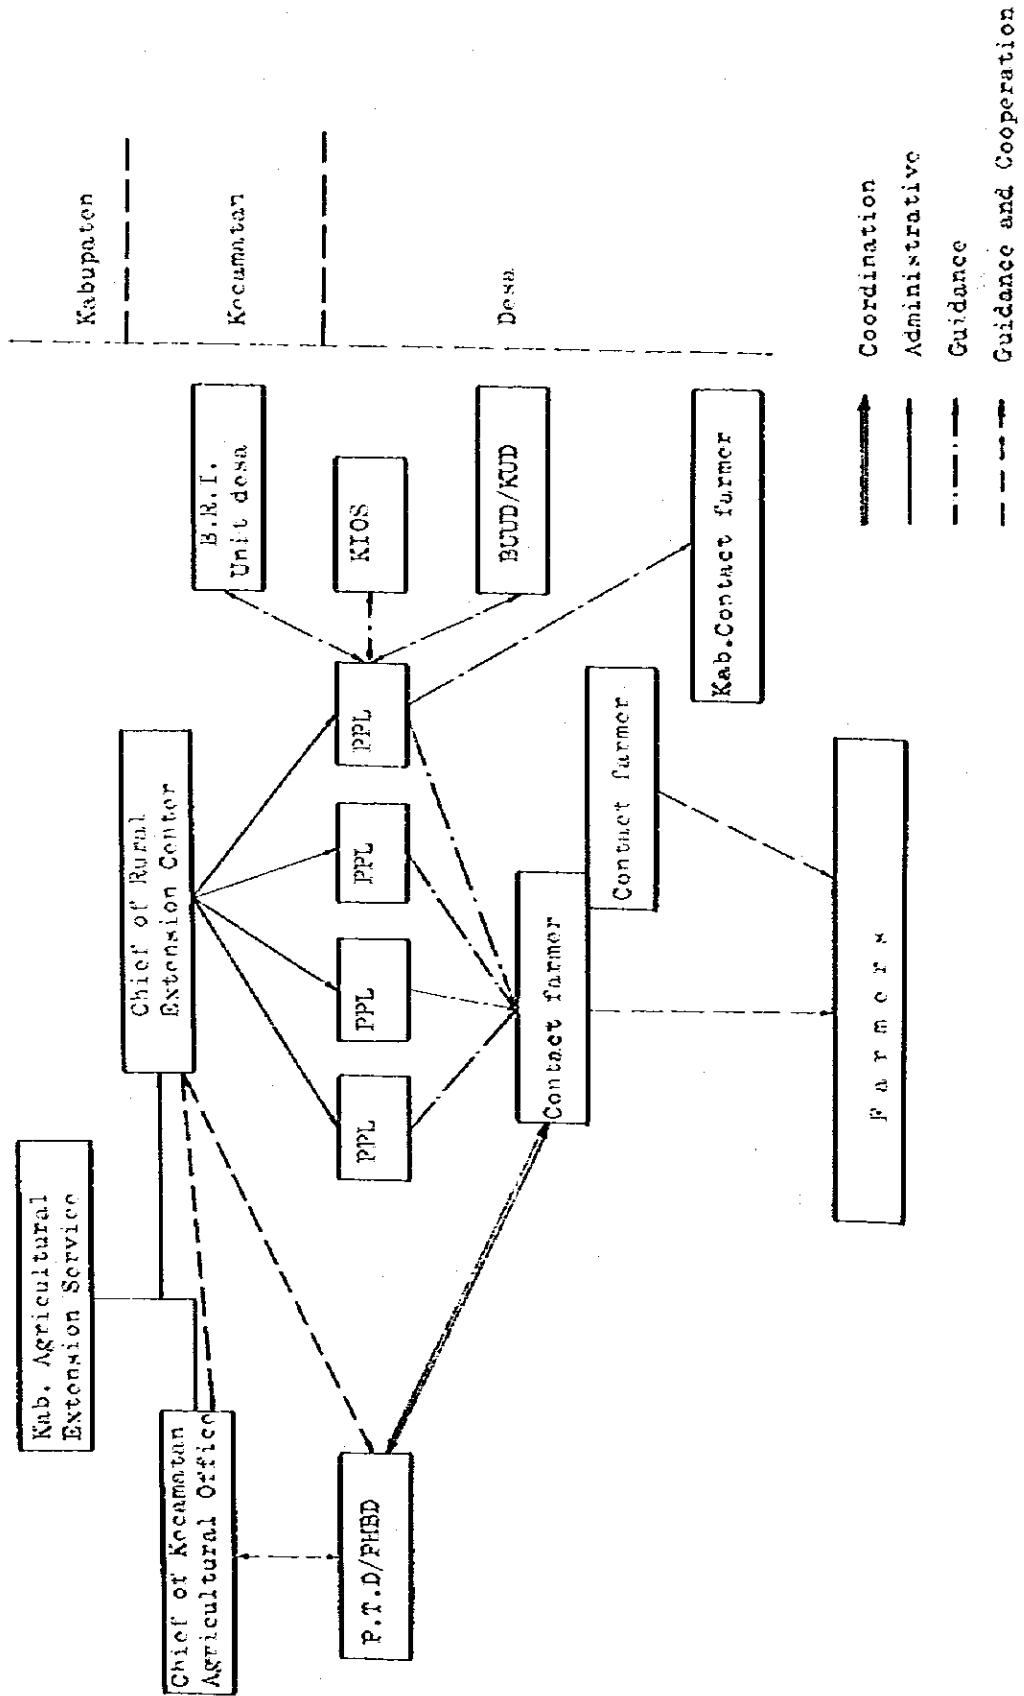 Kab. Agricultural
Extension Service
Kabupaten
Chief of Kecamatan
Agricultural Office
Chief of Rural
Extension Center
Kecamatan
B.R.I.
Unit desa
P.T.D/PHBD
PPL
PPL
PPL
PPL
KIOS
BUUD/KUD
Desa
Contact farmer
Contact farmer
Kab.Contact farmer
Farmers
Coordination
Administrative
Guidance
Guidance and Cooperation